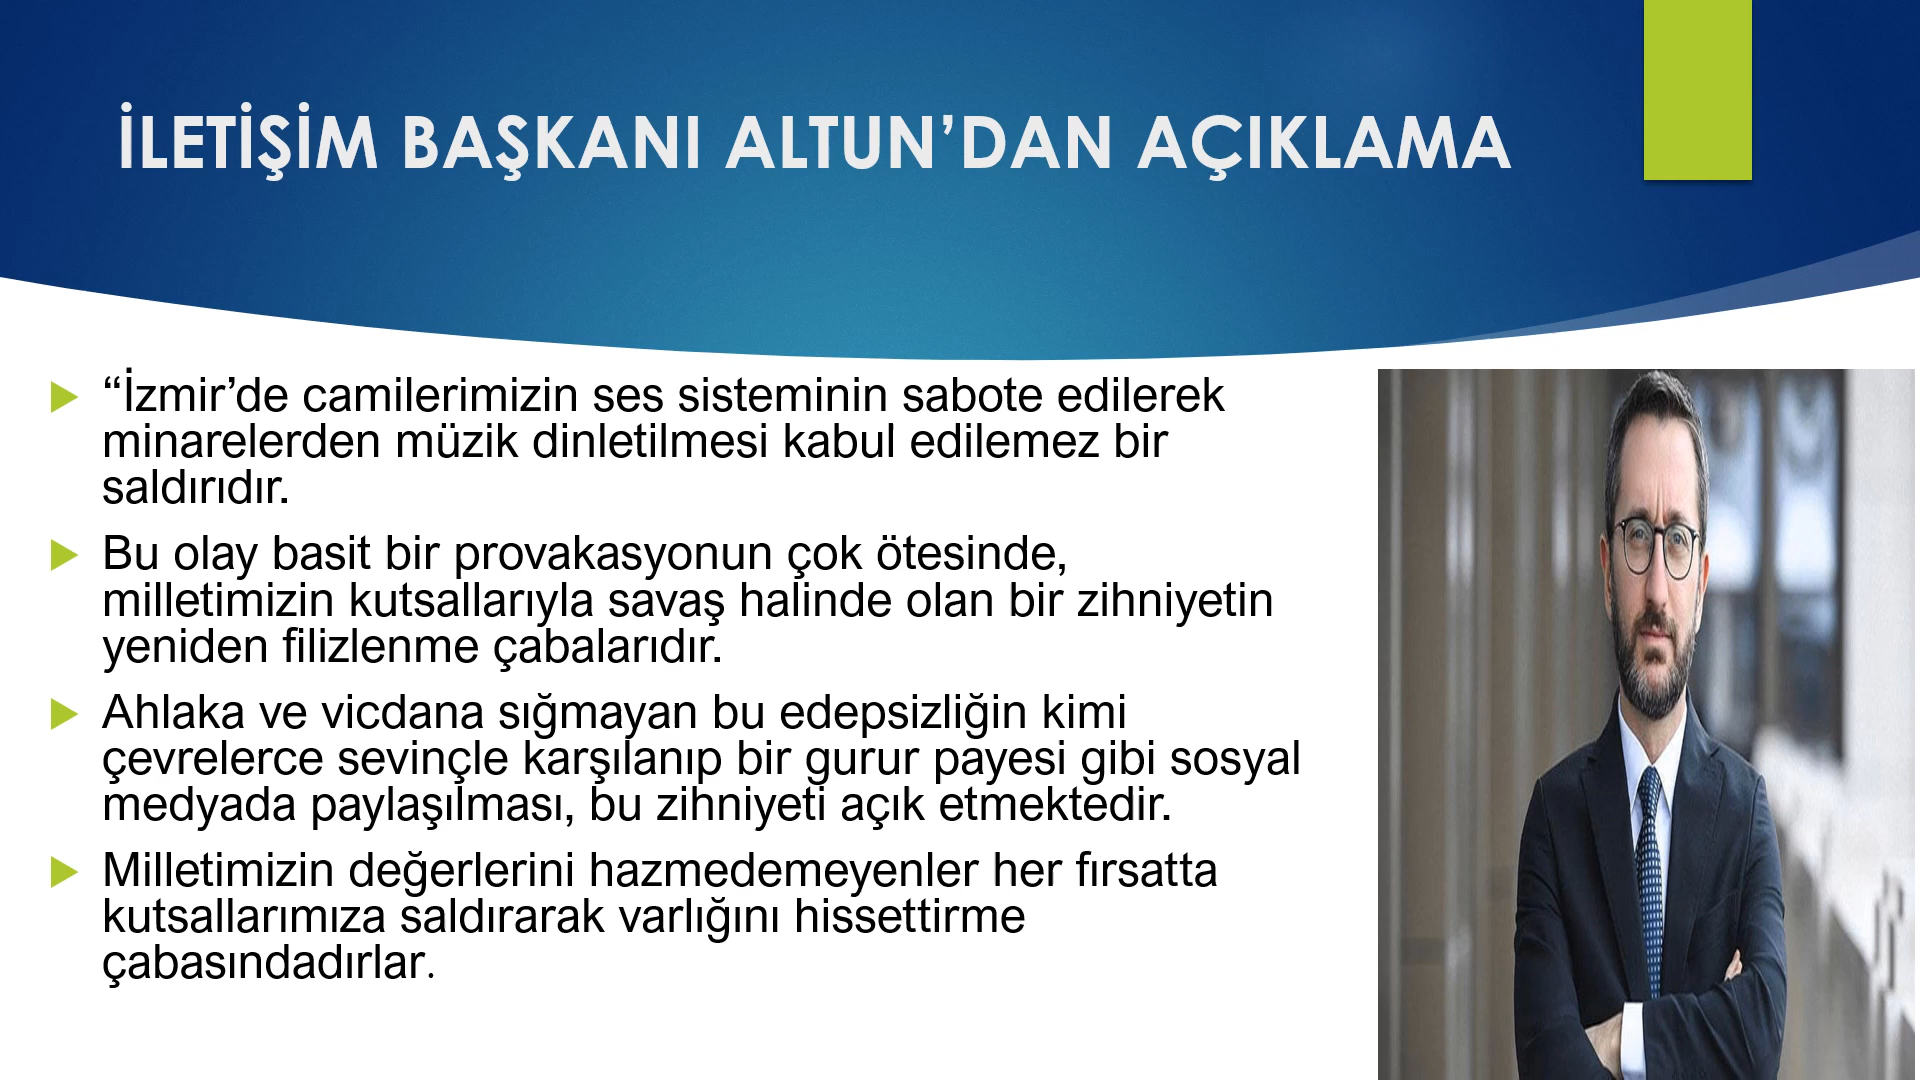 İLETİŞİM BAŞKANI ALTUN’DAN AÇIKLAMA
“İzmir’de camilerimizin ses sisteminin sabote edilerek
minarelerden müzik dinletilmesi kabul edilemez bir
saldırıdır.
Bu olay basit bir provakasyonun çok ötesinde,
milletimizin kutsallarıyla savaş halinde olan bir zihniyetin
yeniden filizlenme çabalarıdır.
Ahlaka ve vicdana sığmayan bu edepsizliğin kimi
çevrelerce sevinçle karşılanıp bir gurur payesi gibi sosyal
medyada paylaşılması, bu zihniyeti açık etmektedir.
Milletimizin değerlerini hazmedemeyenler her fırsatta
kutsallarımıza saldırarak varlığını hissettirme
çabasındadırlar.